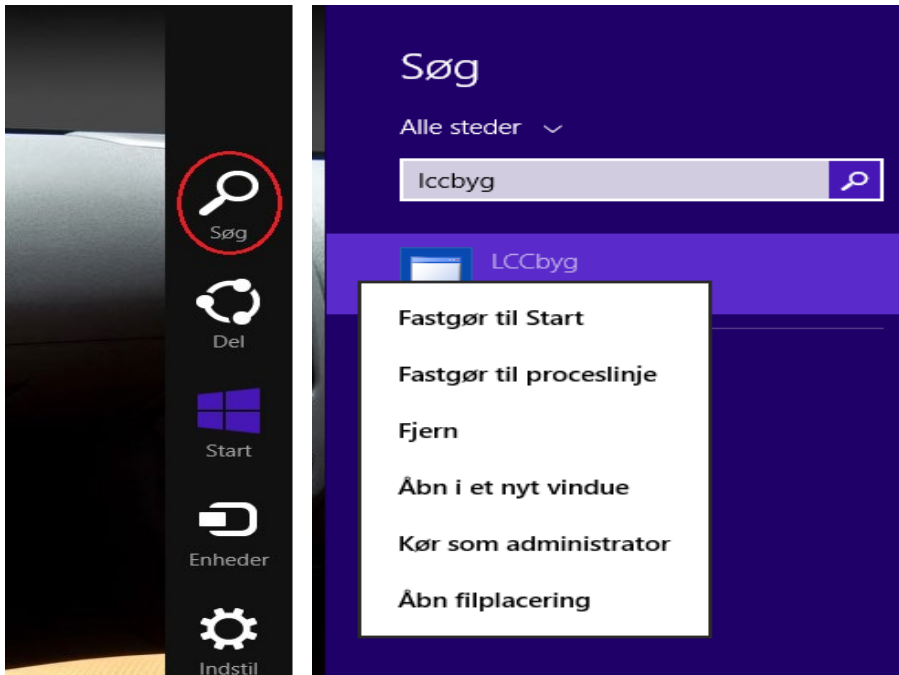 Søg
Del
Start
Enheder
Indstil
Søg
Alle steder
lccbyg
LCCbyg
Fastgør til Start
Fastgør til proceslinje
Fjern
Åbn i et nyt vindue
Kør som administrator
Åbn filplacering